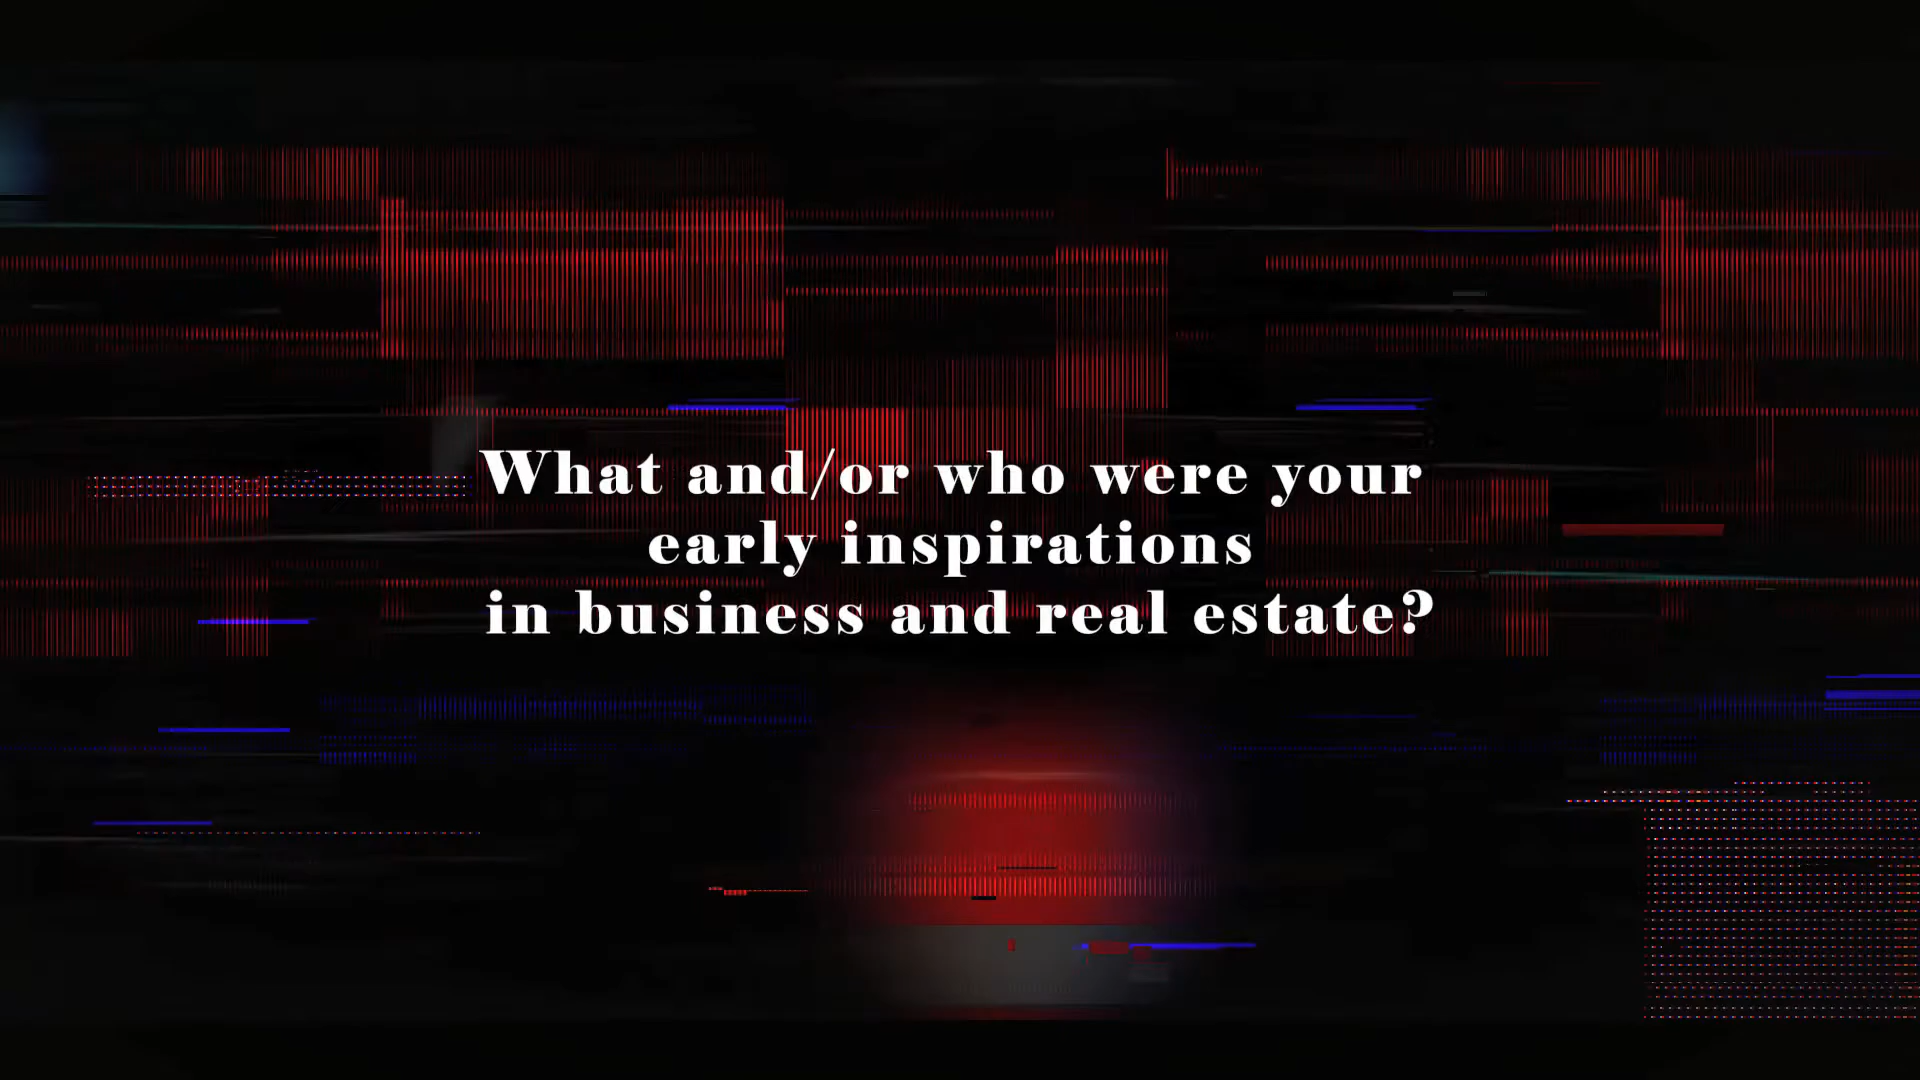 What and/or who were your
early inspirations
in business and real estate?